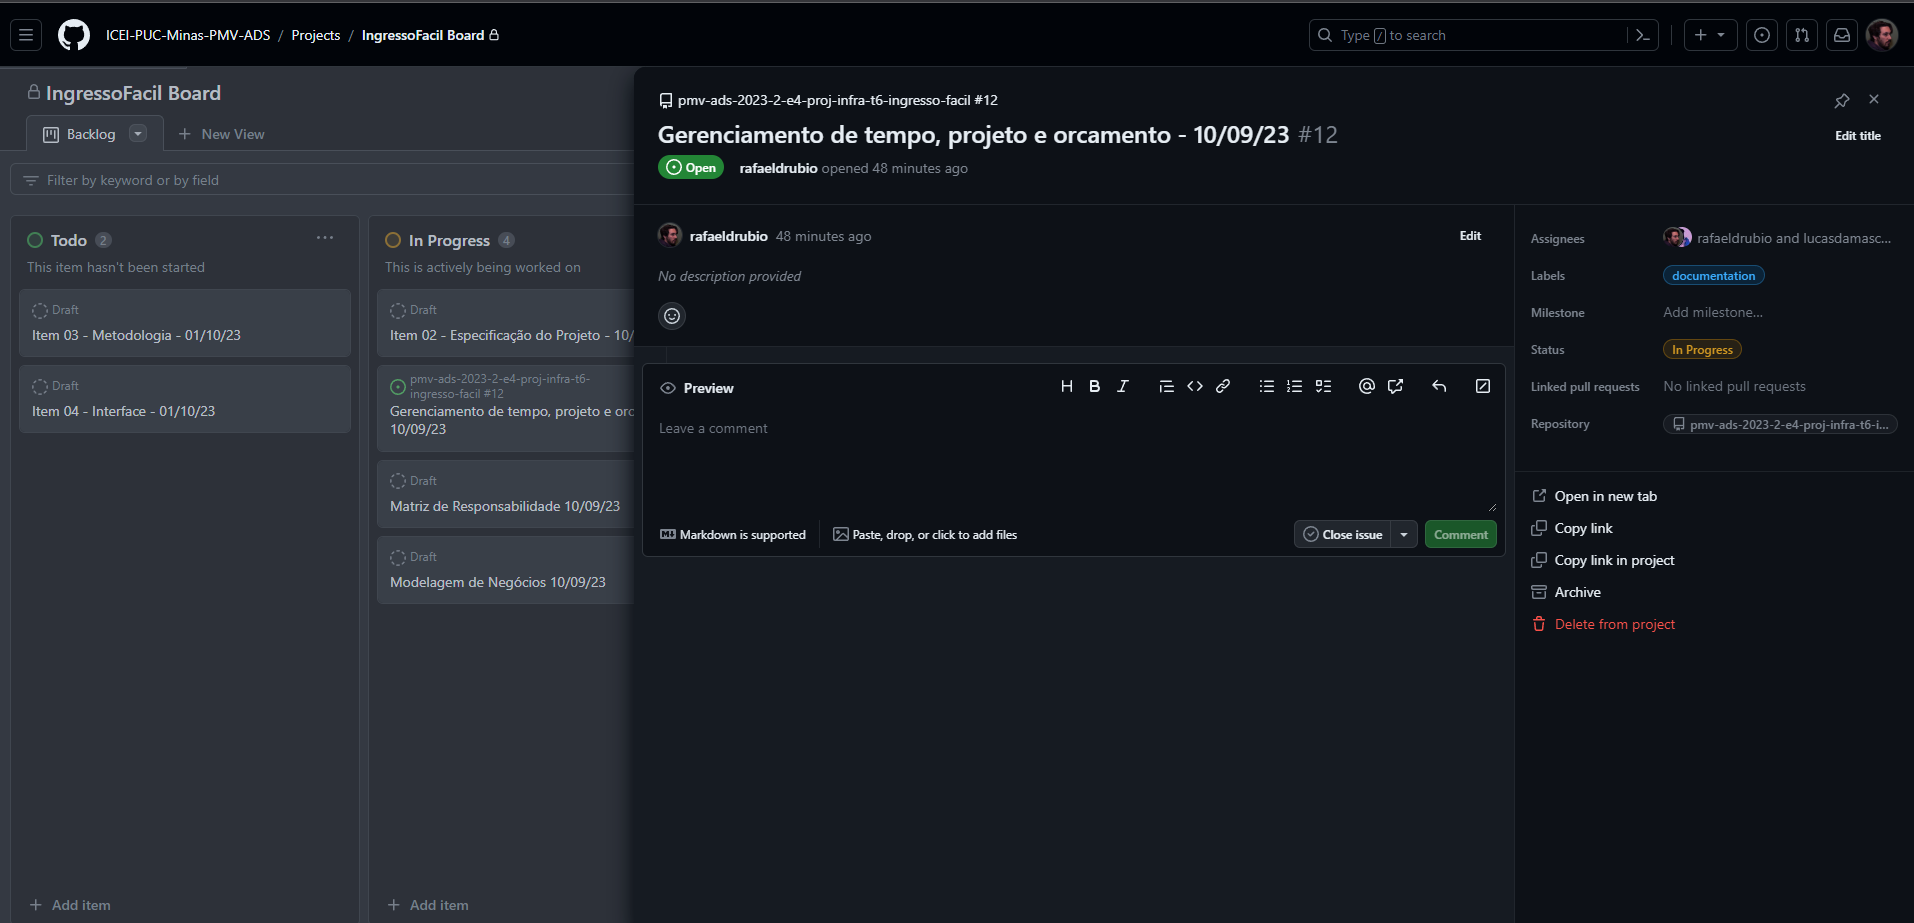 ICEI-PUC-Minas-PMV-ADS / Projects / IngressoFacil Board
Type / to search
IngressoFacil Board
Backlog
New View
Filter by keyword or by field
Todo 2
This item hasn't been started
Draft
Item 03 - Metodologia - 01/10/23
Draft
Item 04 - Interface - 01/10/23
Add item
In Progress 4
This is actively being worked on
Draft
Item 02 - Especificação do Projeto - 10/
pmv-ads-2023-2-e4-proj-infra-t6-
ingresso-facil #12
Gerenciamento de tempo, projeto e orc
10/09/23
Draft
Matriz de Responsabilidade 10/09/23
Draft
Modelagem de Negócios 10/09/23
Add item
pmv-ads-2023-2-e4-proj-infra-t6-ingresso-facil #12
Gerenciamento de tempo, projeto e orcamento - 10/09/23 #12
Edit title
Open
rafaeldrubio opened 48 minutes ago
rafaeldrubio 48 minutes ago
Edit
No description provided
Preview
Leave a comment
Markdown is supported
Paste, drop, or click to add files
Close issue
Comment
Assignees
rafaeldrubio and lucasdamasc...
Labels
documentation
Milestone
Add milestone...
Status
In Progress
Linked pull requests
No linked pull requests
Repository
pmv-ads-2023-2-e4-proj-infra-t6-i...
Open in new tab
Copy link
Copy link in project
Archive
Delete from project